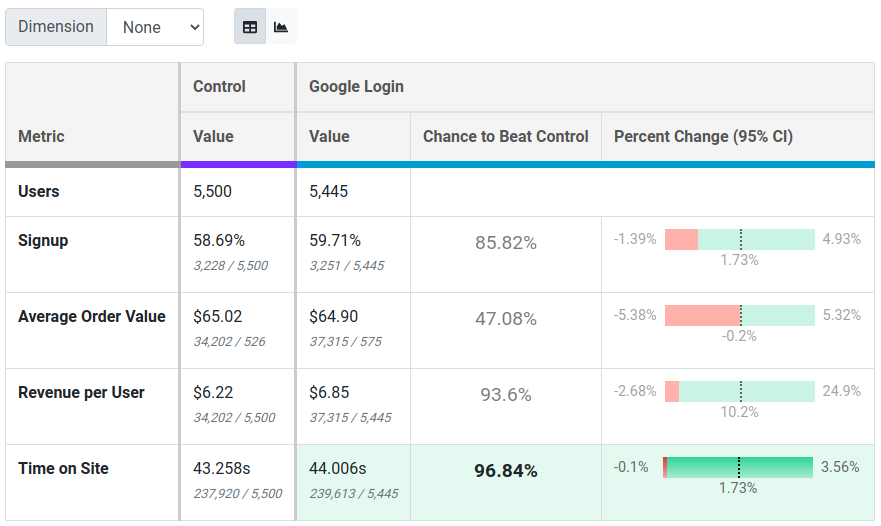 Dimension None
Control Google Login
Metric Value Value Chance to Beat Control Percent Change (95% CI)
Users 5,500 5,445
Signup 58.69% 59.71% 85.82% -1.39% 4.93%
3,228 / 5,500 3,251 / 5,445 1.73%
Average Order Value $65.02 $64.90 47.08% -5.38% 5.32%
34,202 / 526 37,315 / 575 -0.2%
Revenue per User $6.22 $6.85 93.6% -2.68% 24.9%
34,202 / 5,500 37,315 / 5,445 10.2%
Time on Site 43.258s 44.006s 96.84% -0.1% 3.56%
237,920 / 5,500 239,613 / 5,445 1.73%